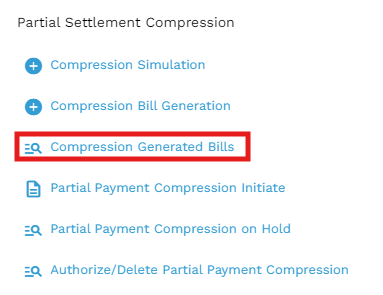 Partial Settlement Compression
Compression Simulation
Compression Bill Generation
Compression Generated Bills
Partial Payment Compression Initiate
Partial Payment Compression on Hold
Authorize/Delete Partial Payment Compression